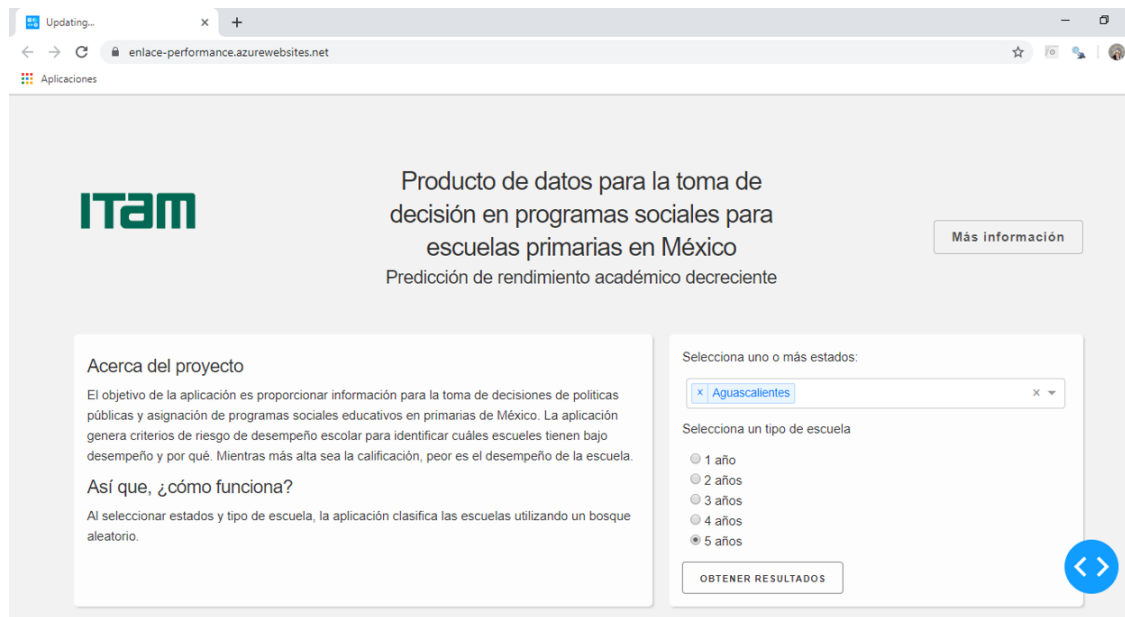 Updating...
enlace-performance.azurewebsites.net
Aplicaciones
ITAM
Producto de datos para la toma de
decisión en programas sociales para
escuelas primarias en México
Predicción de rendimiento académico decreciente
Más información
Acerca del proyecto
El objetivo de la aplicación es proporcionar información para la toma de decisiones de politicas
públicas y asignación de programas sociales educativos en primarias de México. La aplicación
genera criterios de riesgo de desempeño escolar para identificar cuáles escueles tienen bajo
desempeño y por qué. Mientras más alta sea la calificación, peor es el desempeño de la escuela.
Así que, ¿cómo funciona?
Al seleccionar estados y tipo de escuela, la aplicación clasifica las escuelas utilizando un bosque
aleatorio.
Selecciona uno o más estados:
× Aguascalientes
Selecciona un tipo de escuela
1 año
2 años
3 años
4 años
5 años
OBTENER RESULTADOS